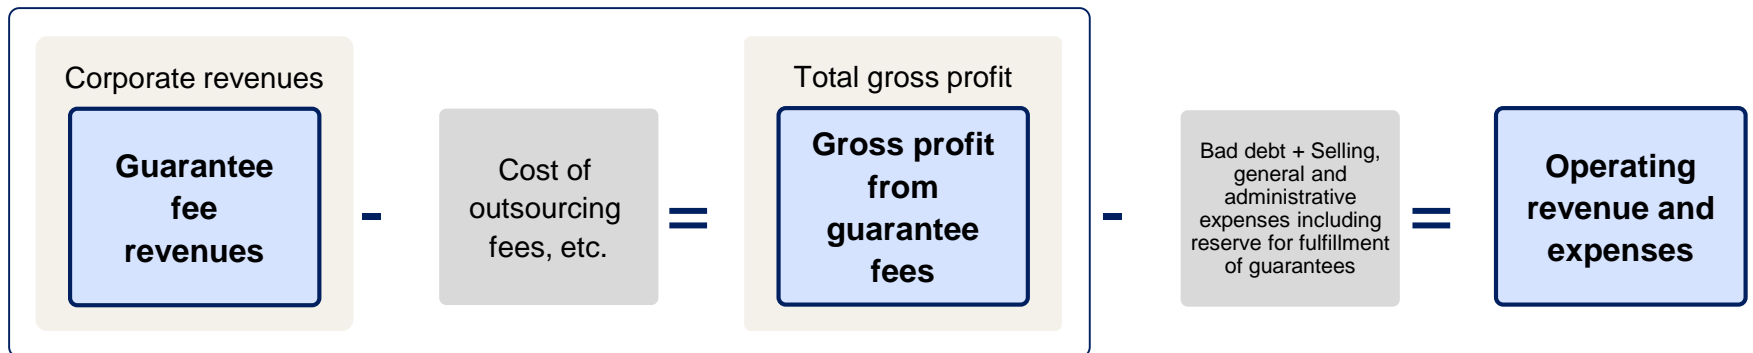 Corporate revenues
Guarantee
fee
revenues
-
Cost of
outsourcing
fees, etc.
=
Total gross profit
Gross profit
from
guarantee
fees
-
Bad debt + Selling,
general and
administrative
expenses including
reserve for fulfillment
of guarantees
=
Operating
revenue and
expenses